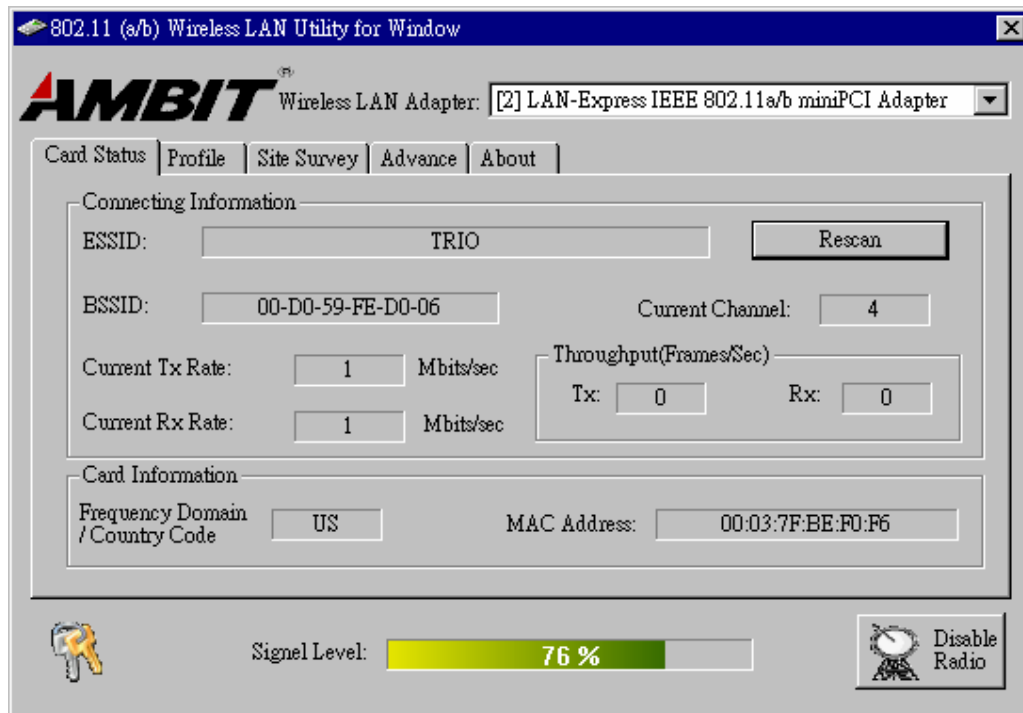 802.11 (a/b) Wireless LAN Utility for Window
AMBIT®
Wireless LAN Adapter: [2] LAN-Express IEEE 802.11a/b miniPCI Adapter
Card Status Profile Site Survey Advance About
Connecting Information
ESSID: TRIO Rescan
BSSID: 00-D0-59-FE-D0-06 Current Channel: 4
Current Tx Rate: 1 Mbits/sec
Throughput(Frames/Sec)
Tx: 0 Rx: 0
Current Rx Rate: 1 Mbits/sec
Card Information
Frequency Domain
/ Country Code US MAC Address: 00:03:7F:BE:F0:F6
Signel Level: 76 %
Disable
Radio